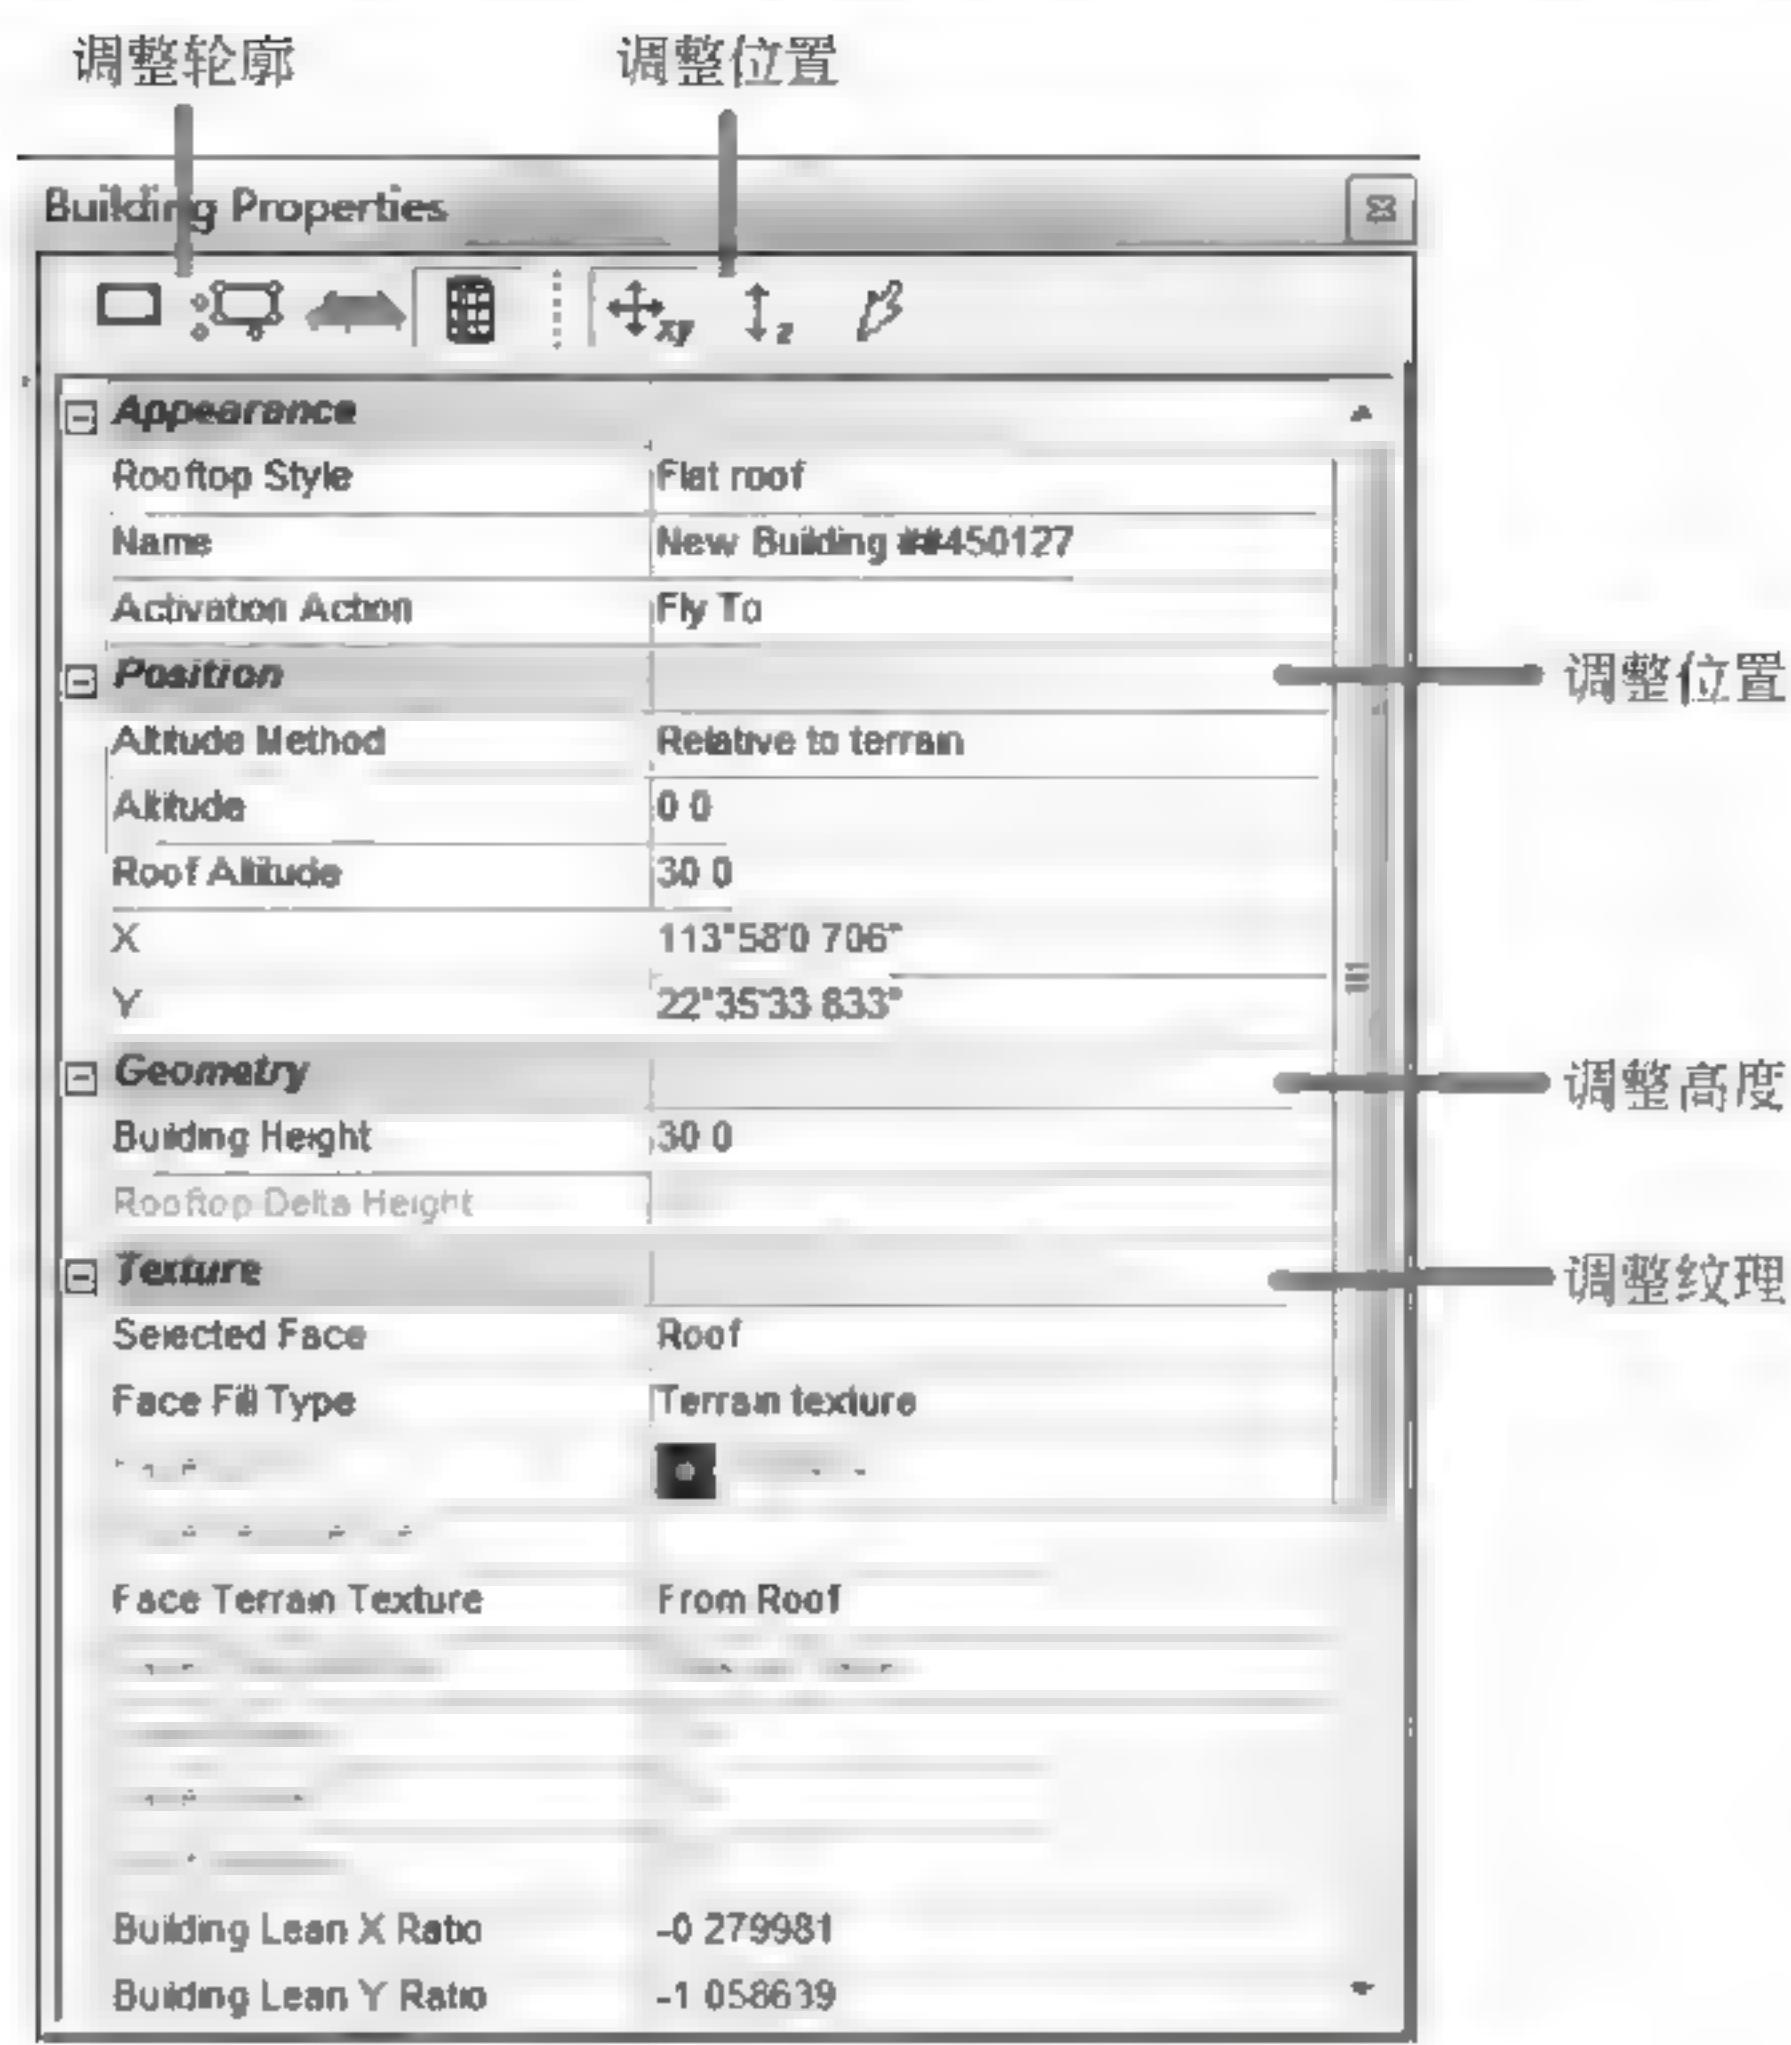 调整轮廓 调整位置
Building Properties
xy z
Appearance
Rooftop Style Flat roof
Name New Building ##450127
Activation Action Fly To
Position 调整位置
Altitude Method Relative to terrain
Altitude 0 0
Roof Altitude 30 0
X 113°58'0 706"
Y 22°35'33 833"
Geometry 调整高度
Building Height 30 0
Rooftop Delta Height
Texture 调整纹理
Selected Face Roof
Face Fill Type Terrain texture
Face Terrain Texture From Roof
Building Lean X Ratio -0 279981
Building Lean Y Ratio -1 058639